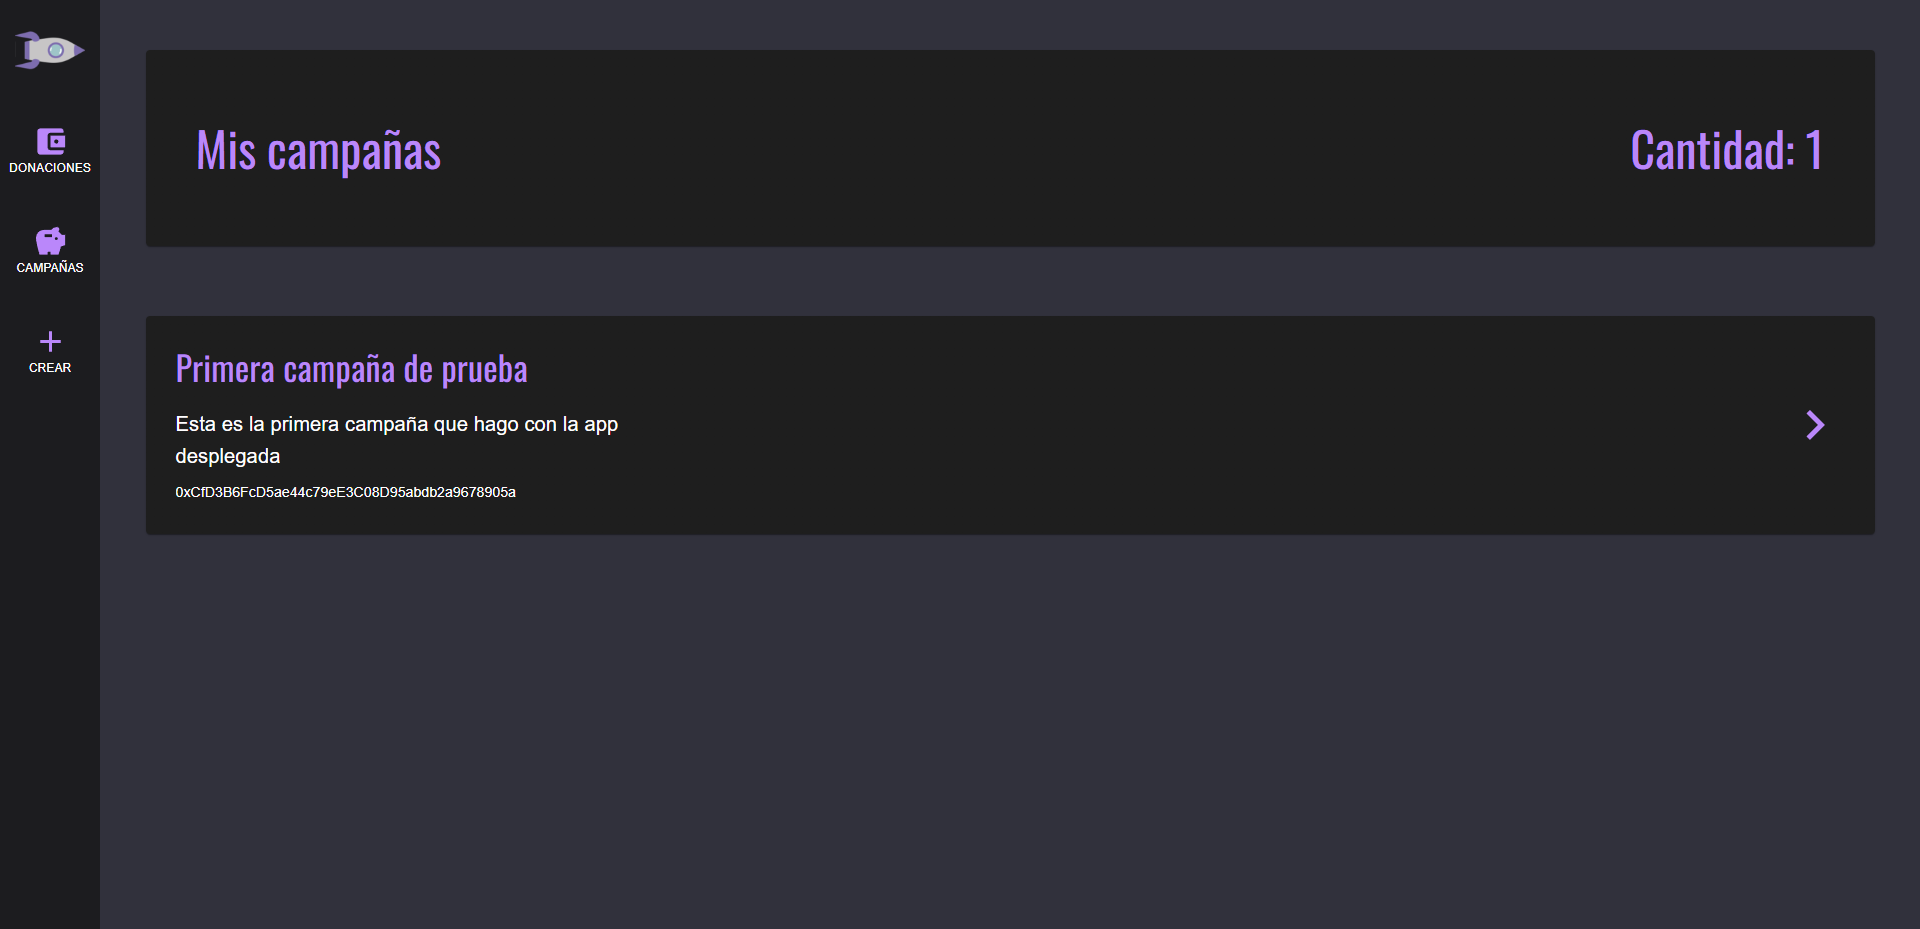 DONACIONES
CAMPAÑAS
CREAR
Mis campañas
Cantidad: 1
Primera campaña de prueba
Esta es la primera campaña que hago con la app
desplegada
0xCfD3B6FcD5ae44c79eE3C08D95abdb2a9678905a